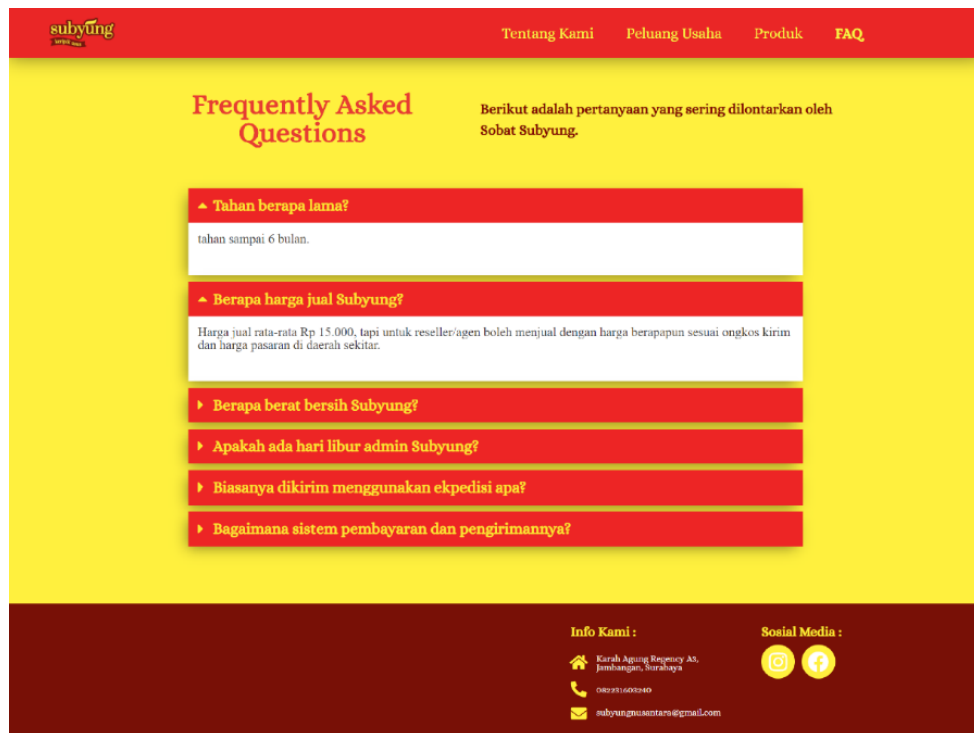 subyung
Tentang Kami
Peluang Usaha
Produk
FAQ
Frequently Asked
Questions
Berikut adalah pertanyaan yang sering dilontarkan oleh
Sobat Subyung.
Tahan berapa lama?
tahan sampai 6 bulan.
Berapa harga jual Subyung?
Harga jual rata-rata Rp 15.000, tapi untuk reseller/agen boleh menjual dengan harga berapapun sesuai ongkos kirim
dan harga pasaran di daerah sekitar.
Berapa berat bersih Subyung?
Apakah ada hari libur admin Subyung?
Biasanya dikirim menggunakan ekpedisi apa?
Bagaimana sistem pembayaran dan pengirimannya?
Info Kami :
Karah Agung Regency A3,
Jambangan, Surabaya
082231603240
subyungnusantara@gmail.com
Sosial Media :